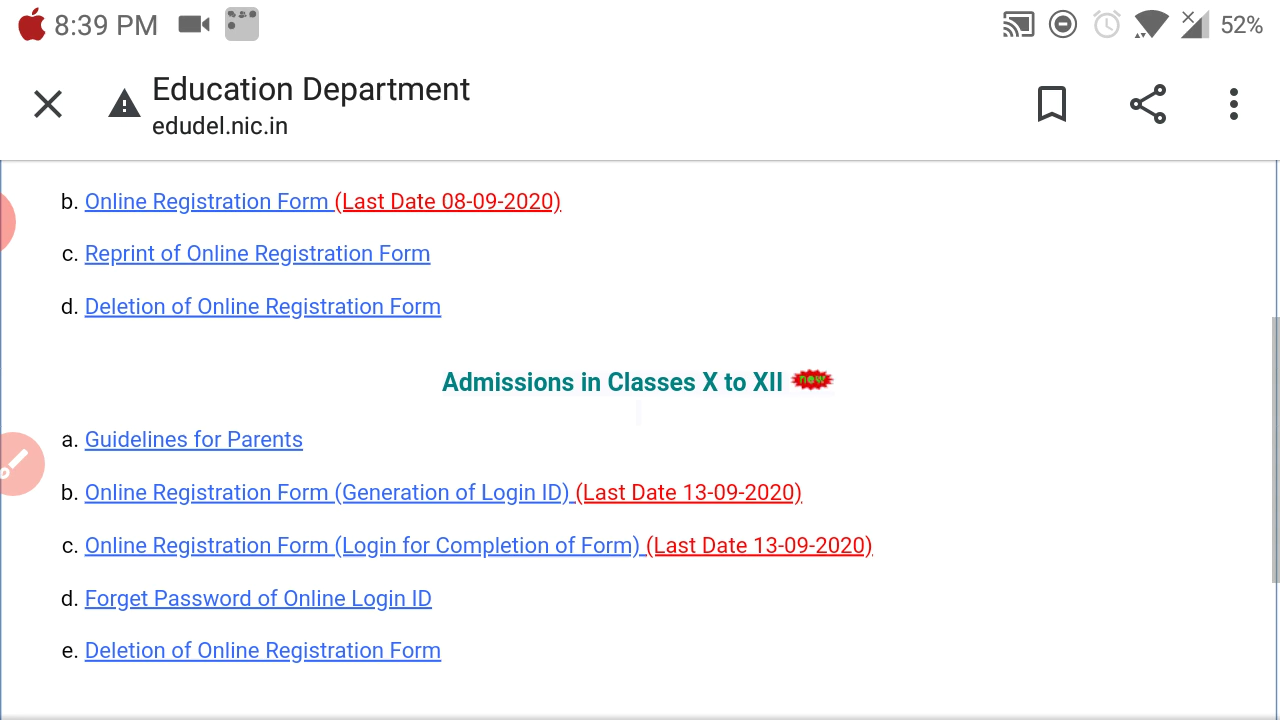 8:39 PM
52%
Education Department
edudel.nic.in
b. Online Registration Form (Last Date 08-09-2020)
c. Reprint of Online Registration Form
d. Deletion of Online Registration Form
Admissions in Classes X to XII new
a. Guidelines for Parents
b. Online Registration Form (Generation of Login ID) (Last Date 13-09-2020)
c. Online Registration Form (Login for Completion of Form) (Last Date 13-09-2020)
d. Forget Password of Online Login ID
e. Deletion of Online Registration Form